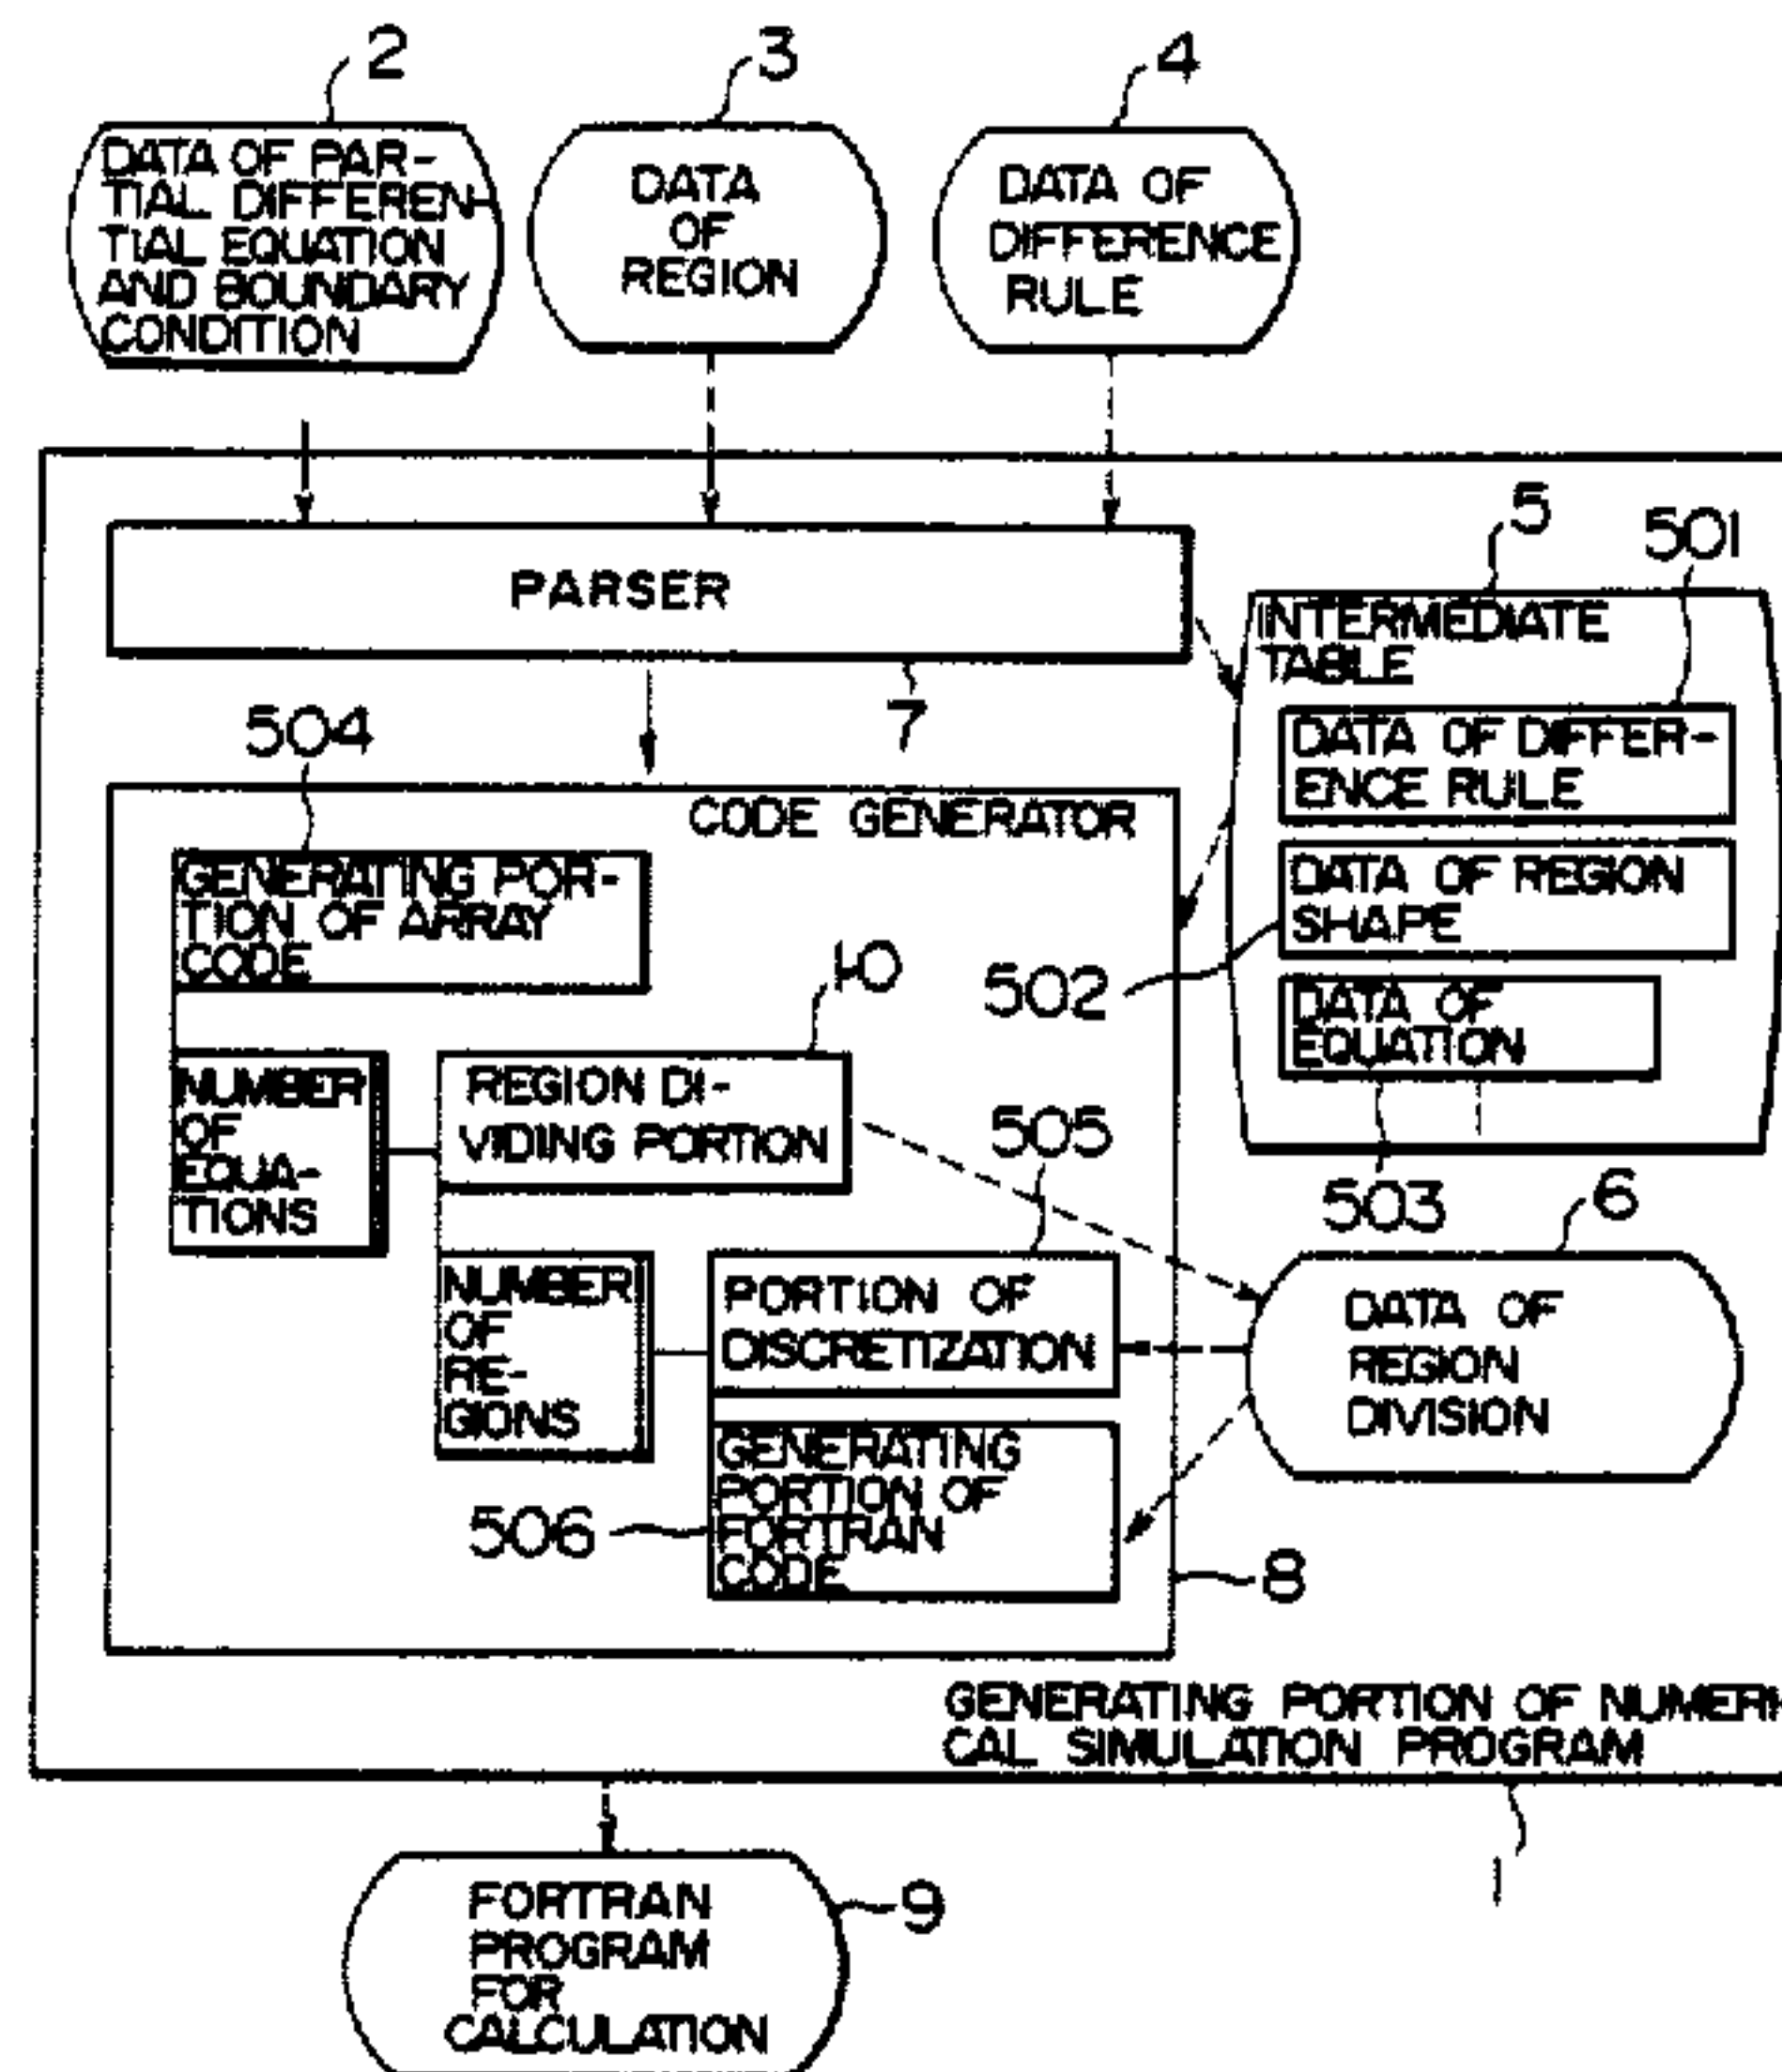 2
3
4
DATA OF PAR-
TIAL DIFFEREN-
TIAL EQUATION
AND BOUNDARY
CONDITION
DATA
OF
REGION
DATA OF
DIFFERENCE
RULE
PARSER
7
5
501
INTERMEDIATE
TABLE
DATA OF DIFFER-
ENCE RULE
DATA OF REGION
SHAPE
502
DATA OF
EQUATION
503
504
CODE GENERATOR
GENERATING POR-
TION OF ARRAY
CODE
10
NUMBER
OF
EQUA-
TIONS
REGION DI-
VIDING PORTION
505
6
NUMBER
OF
RE-
GIONS
PORTION OF
DISCRETIZATION
DATA OF
REGION
DIVISION
GENERATING
PORTION OF
FORTRAN
CODE
506
8
GENERATING PORTION OF NUMERI-
CAL SIMULATION PROGRAM
1
FORTRAN
PROGRAM
FOR
CALCULATION
9